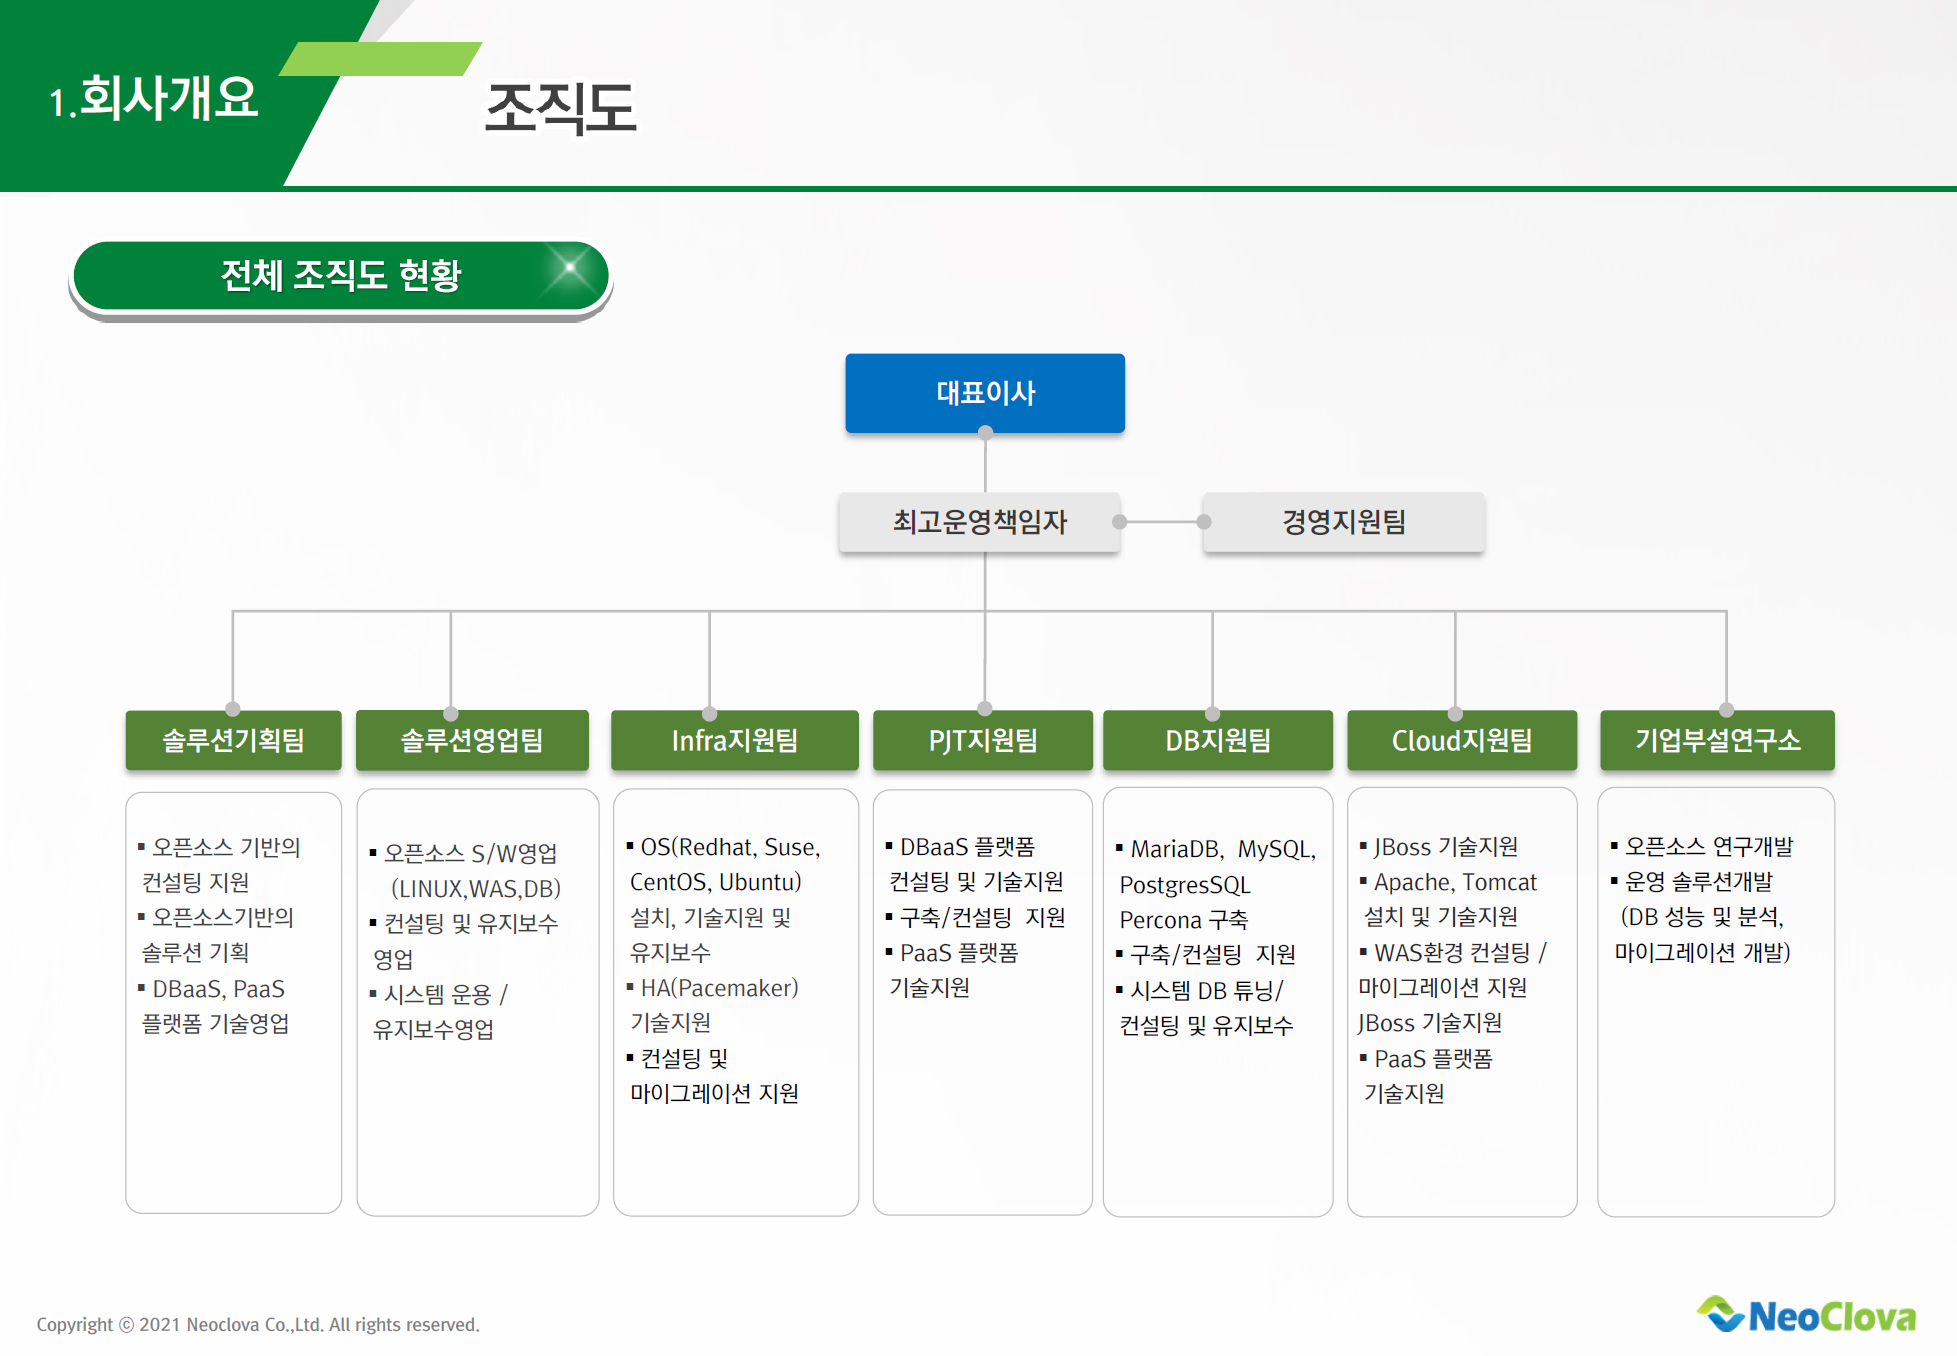 1.회사개요
조직도
전체 조직도 현황
대표이사
최고운영책임자
경영지원팀
솔루션기획팀
▪ 오픈소스 기반의
컨설팅 지원
▪ 오픈소스기반의
솔루션 기획
▪ DBaaS, PaaS
플랫폼 기술영업
솔루션영업팀
▪ 오픈소스 S/W영업
(LINUX,WAS,DB)
▪ 컨설팅 및 유지보수
영업
▪ 시스템 운용 /
유지보수영업
Infra지원팀
▪ OS(Redhat, Suse,
CentOS, Ubuntu)
설치, 기술지원 및
유지보수
▪ HA(Pacemaker)
기술지원
▪ 컨설팅 및
마이그레이션 지원
PJT지원팀
▪ DBaaS 플랫폼
컨설팅 및 기술지원
▪ 구축/컨설팅 지원
▪ PaaS 플랫폼
기술지원
DB지원팀
▪ MariaDB, MySQL,
PostgresSQL
Percona 구축
▪ 구축/컨설팅 지원
▪ 시스템 DB 튜닝/
컨설팅 및 유지보수
Cloud지원팀
▪ JBoss 기술지원
▪ Apache, Tomcat
설치 및 기술지원
▪ WAS환경 컨설팅 /
마이그레이션 지원
JBoss 기술지원
▪ PaaS 플랫폼
기술지원
기업부설연구소
▪ 오픈소스 연구개발
▪ 운영 솔루션개발
(DB 성능 및 분석,
마이그레이션 개발)
Copyright ⓒ 2021 Neoclova Co.,Ltd. All rights reserved.
NeoClova